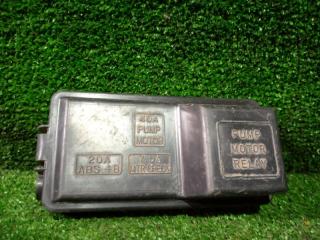 40A
PUMP
MOTOR
20A
ABS +B
PUMP
MOTOR
RELAY